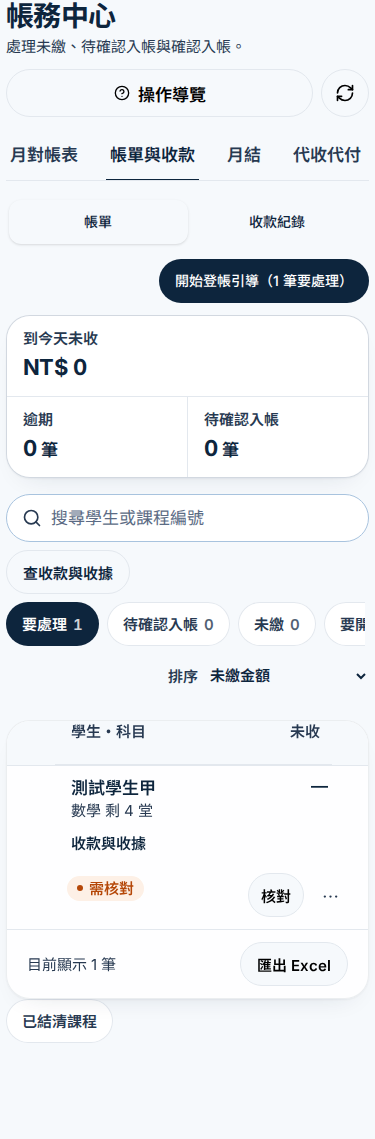 帳務中心
處理未繳、待確認入帳與確認入帳。
操作導覽
月對帳表 帳單與收款 月結 代收代付
帳單 收款紀錄
開始登帳引導（1 筆要處理）
到今天未收
NT$ 0
逾期 待確認入帳
0 筆 0 筆
搜尋學生或課程編號
查收款與收據
要處理 1 待確認入帳 0 未繳 0 要開
排序 未繳金額
學生・科目 未收
測試學生甲 —
數學 剩 4 堂
收款與收據
• 需核對 核對 …
目前顯示 1 筆 匯出 Excel
已結清課程